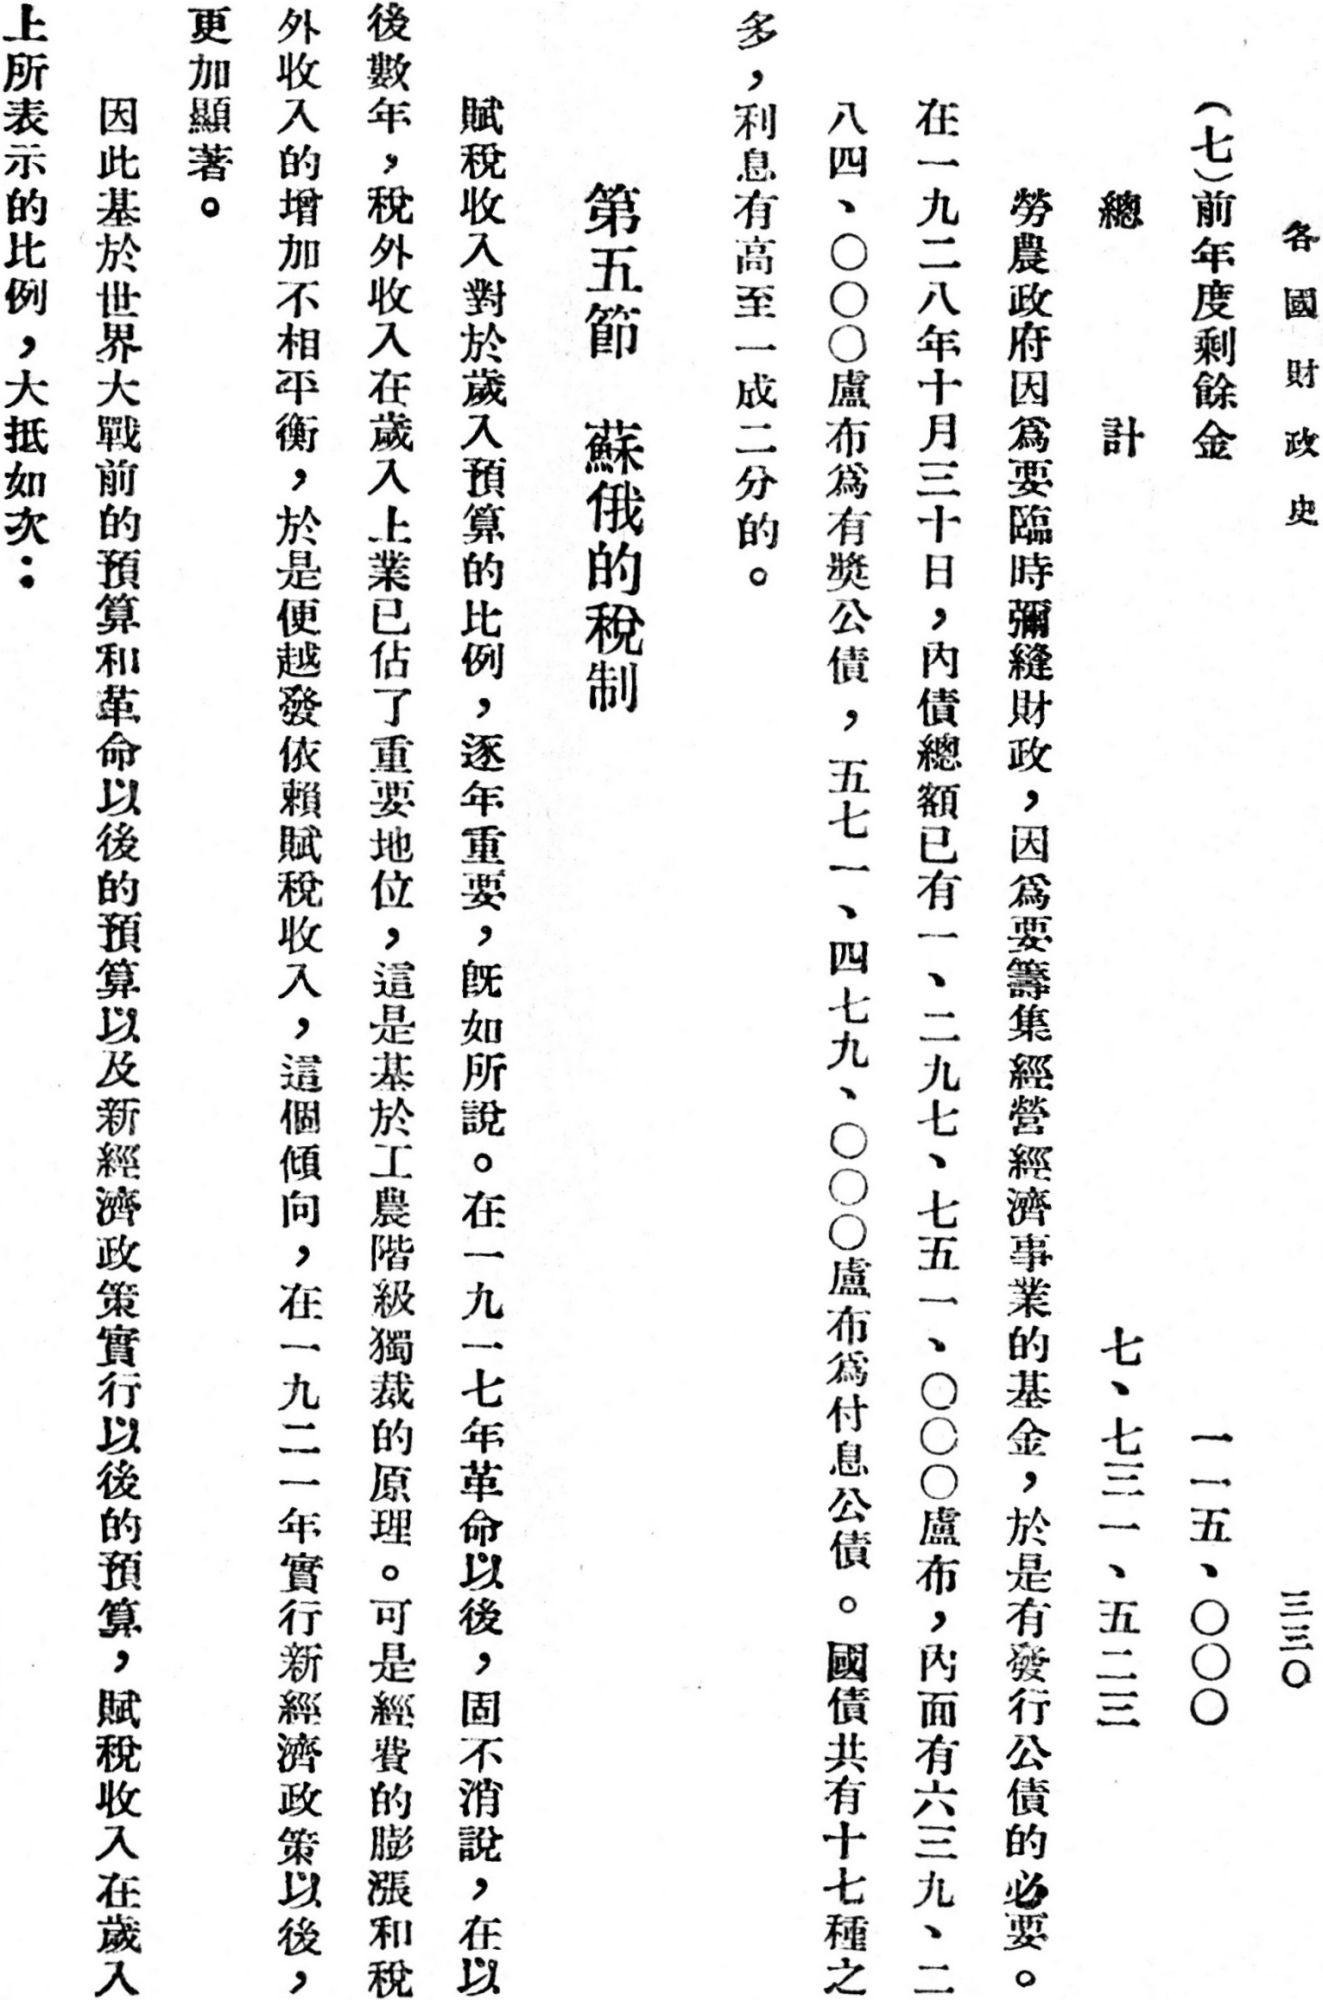 各國財政史
三三〇
(七)前年度剩餘金　一一五、〇〇〇
總計　七、七三一、五二三
勞農政府因爲要臨時彌縫財政，因爲要籌集經營經濟事業的基金，於是有發行公債的必要。
在一九二八年十月三十日，內債總額已有一、二九七、七五一、〇〇〇盧布，內面有六三九、二
八四、〇〇〇盧布爲有獎公債，五七一、四七九、〇〇〇盧布爲付息公債。國債共有十七種之
多，利息有高至一成二分的。
第五節　蘇俄的稅制
賦稅收入對於歲入預算的比例，逐年重要，旣如所說。在一九一七年革命以後，固不消說，在以
後數年，稅外收入在歲入上業已佔了重要地位，這是基於工農階級獨裁的原理。可是經費的膨漲和稅
外收入的增加不相平衡，於是便越發依賴賦稅收入，這個傾向，在一九二一年實行新經濟政策以後，
更加顯著。
因此基於世界大戰前的預算和革命以後的預算以及新經濟政策實行以後的預算，賦稅收入在歲入
上所表示的比例，大抵如次：